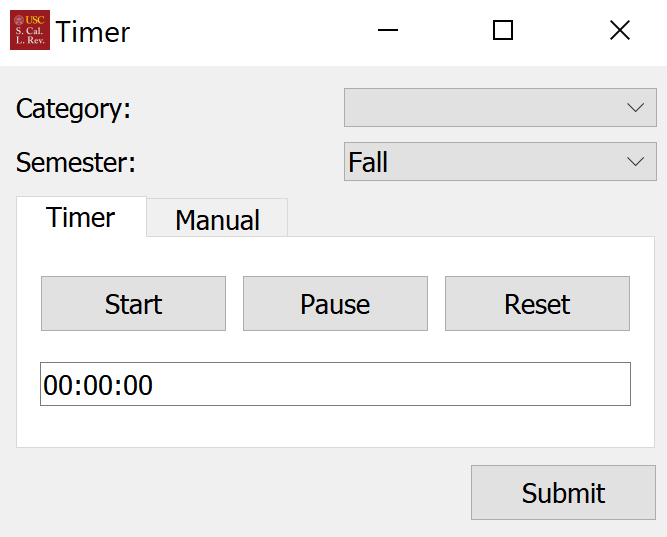 USC
S. Cal.
L. Rev.
Timer
Category:
Semester:
Fall
Timer
Manual
Start
Pause
Reset
00:00:00
Submit